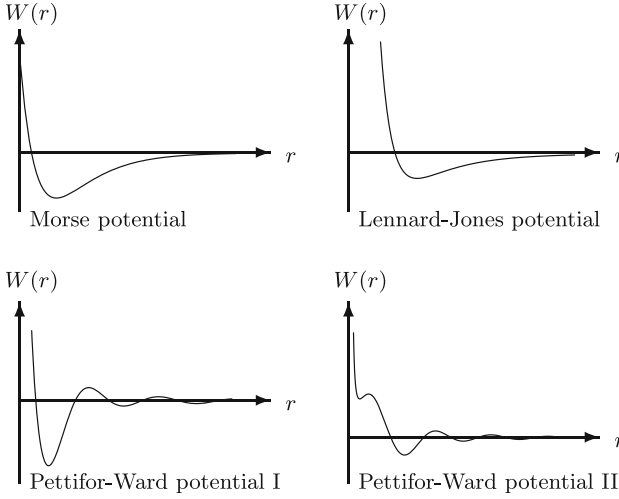 W(r)
r
Morse potential
W(r)
r
Lennard-Jones potential
W(r)
r
Pettifor-Ward potential I
W(r)
r
Pettifor-Ward potential II